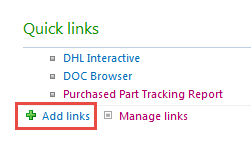 Quick links
DHL Interactive
DOC Browser
Purchased Part Tracking Report
Add links Manage links